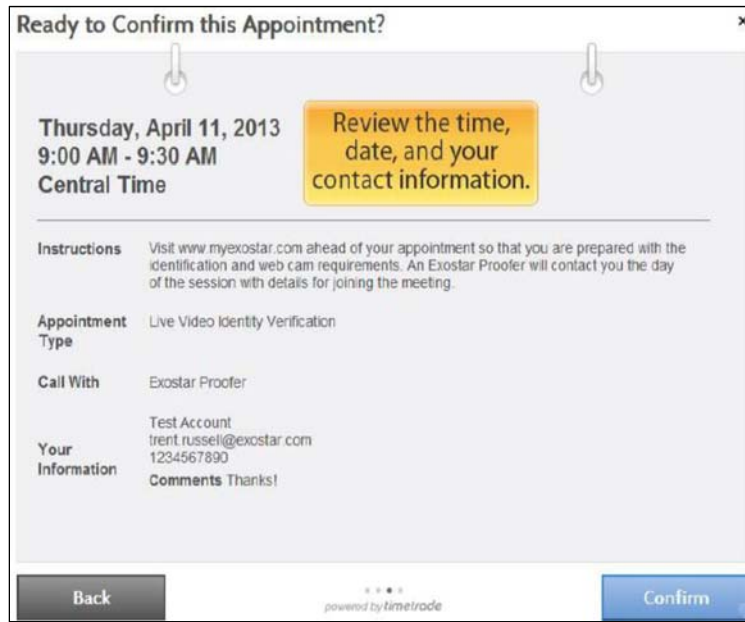 Ready to Confirm this Appointment?
×
Thursday, April 11, 2013
9:00 AM - 9:30 AM
Central Time
Review the time,
date, and your
contact information.
Instructions
Visit www.myexostar.com ahead of your appointment so that you are prepared with the
identification and web cam requirements. An Exostar Proofer will contact you the day
of the session with details for joining the meeting.
Appointment
Type
Live Video Identity Verification
Call With
Exostar Proofer
Your
Information
Test Account
trent.russell@exostar.com
1234567890
Comments Thanks!
Back
powered by timetrade
Confirm